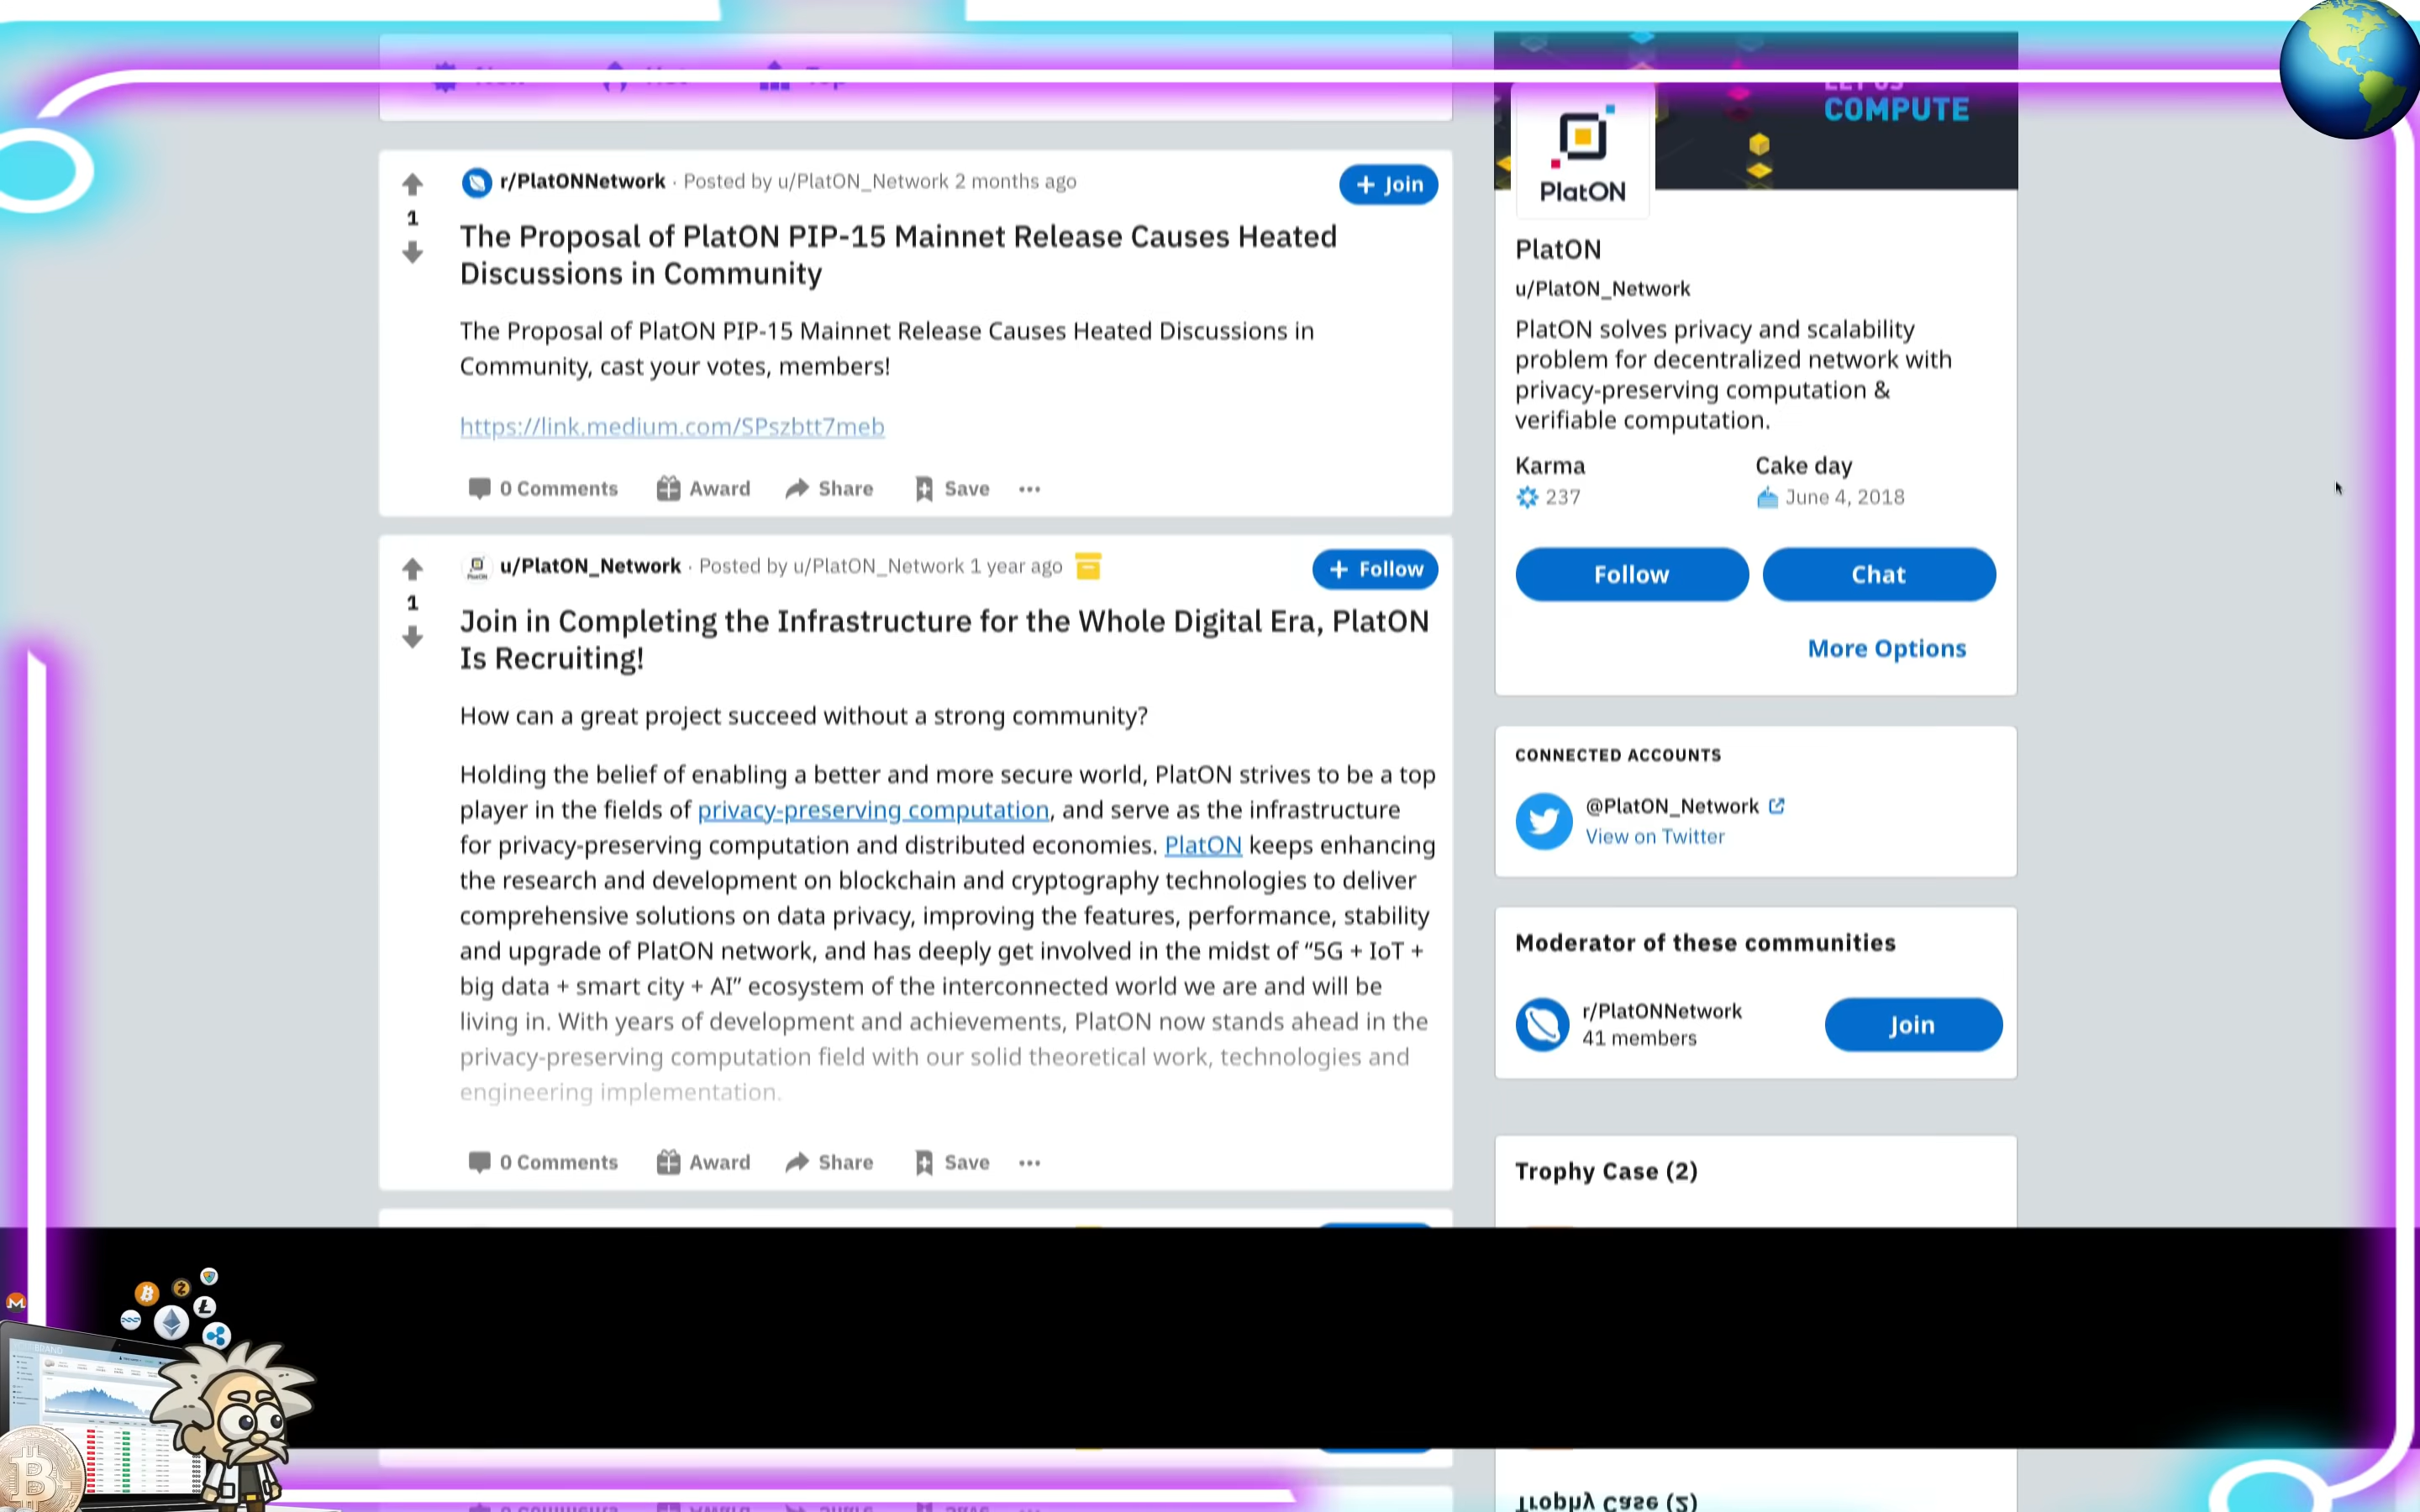 r/PlatONNetwork · Posted by u/PlatON_Network 2 months ago
+ Join
1
The Proposal of PlatON PIP-15 Mainnet Release Causes Heated
Discussions in Community
The Proposal of PlatON PIP-15 Mainnet Release Causes Heated Discussions in
Community, cast your votes, members!
https://link.medium.com/SPszbtt7meb
0 Comments Award Share Save
u/PlatON_Network · Posted by u/PlatON_Network 1 year ago
+ Follow
1
Join in Completing the Infrastructure for the Whole Digital Era, PlatON
Is Recruiting!
How can a great project succeed without a strong community?
Holding the belief of enabling a better and more secure world, PlatON strives to be a top
player in the fields of privacy-preserving computation, and serve as the infrastructure
for privacy-preserving computation and distributed economies. PlatON keeps enhancing
the research and development on blockchain and cryptography technologies to deliver
comprehensive solutions on data privacy, improving the features, performance, stability
and upgrade of PlatON network, and has deeply get involved in the midst of “5G + IoT +
big data + smart city + AI” ecosystem of the interconnected world we are and will be
living in. With years of development and achievements, PlatON now stands ahead in the
privacy-preserving computation field with our solid theoretical work, technologies and
engineering implementation.
0 Comments Award Share Save
COMPUTE
PlatON
PlatON
u/PlatON_Network
PlatON solves privacy and scalability
problem for decentralized network with
privacy-preserving computation &
verifiable computation.
Karma Cake day
237 June 4, 2018
Follow Chat
More Options
CONNECTED ACCOUNTS
@PlatON_Network
View on Twitter
Moderator of these communities
r/PlatONNetwork
41 members
Join
Trophy Case (2)